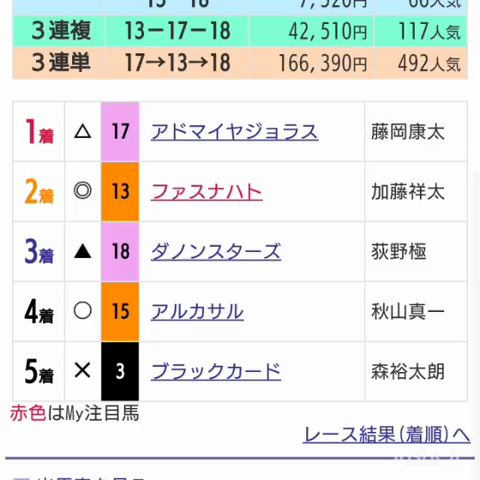 7,520円
３連複 13－17－18 42,510円 117人気
３連単 17→13→18 166,390円 492人気
1着 △ 17 アドマイヤジョラス 藤岡康太
2着 ◎ 13 ファスナハト 加藤祥太
3着 ▲ 18 ダノンスターズ 荻野極
4着 ○ 15 アルカサル 秋山真一
5着 × 3 ブラックカード 森裕太朗
赤色はMy注目馬
レース結果(着順)へ